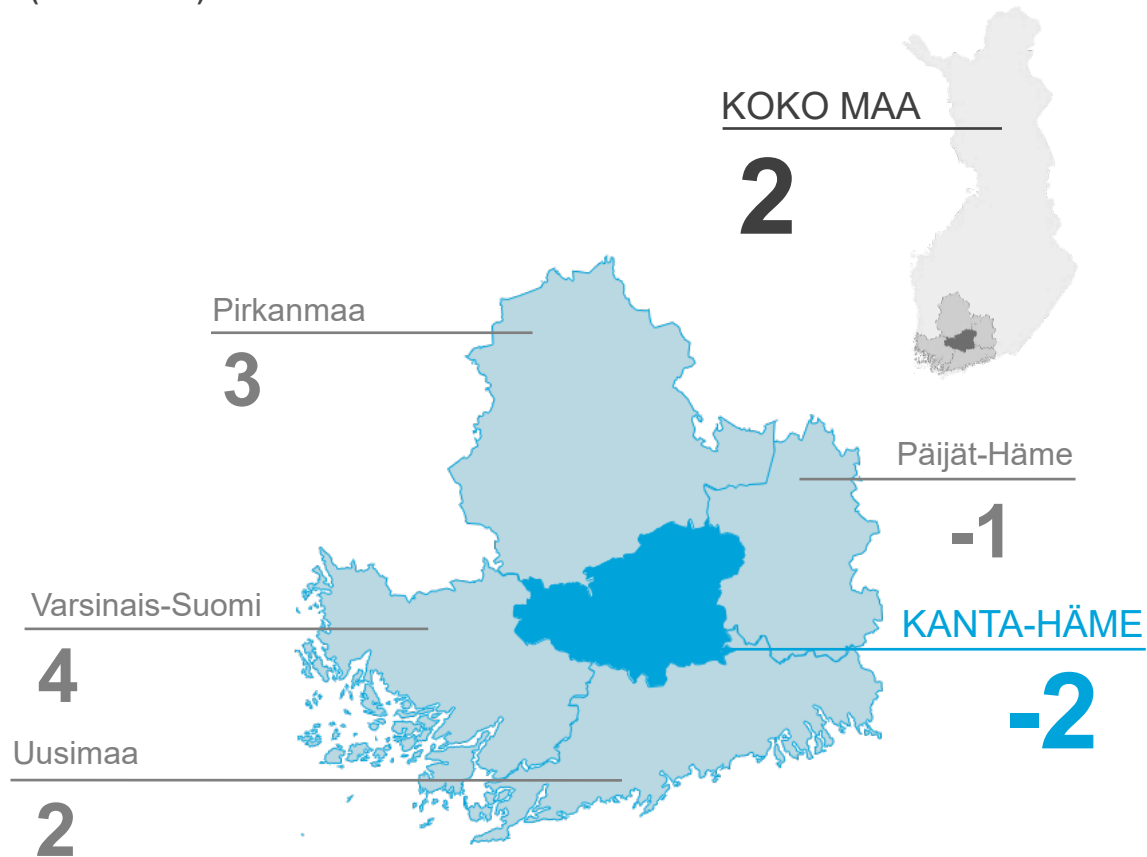 KOKO MAA
2
Pirkanmaa
3
Päijät-Häme
-1
Varsinais-Suomi
4
KANTA-HÄME
-2
Uusimaa
2